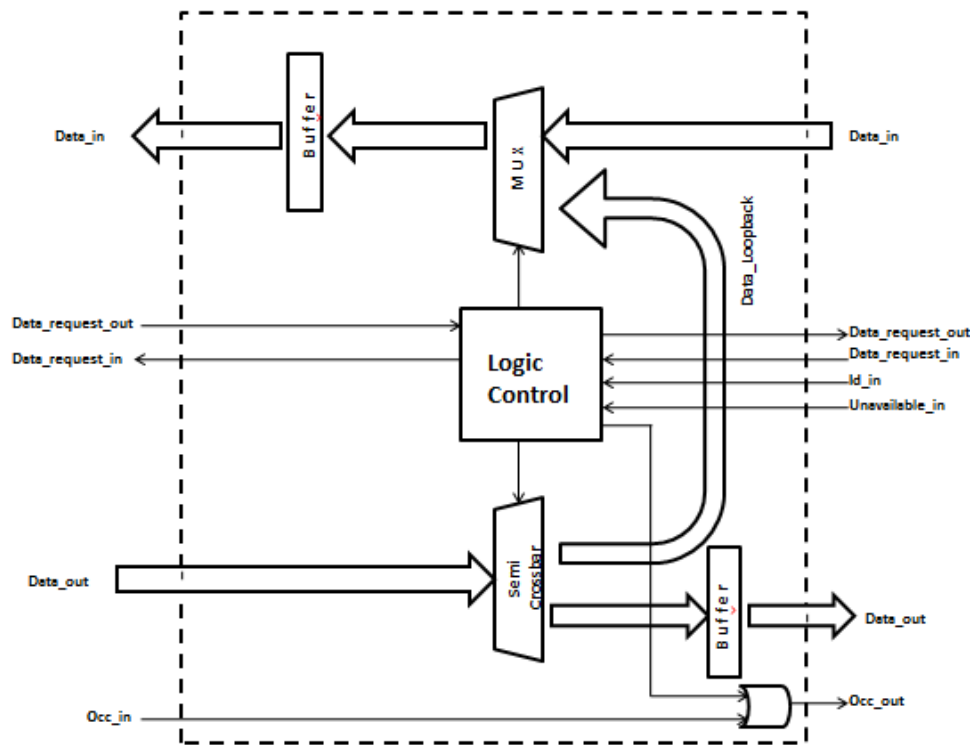 Buffer
MUX
Data_in
Data_in
Data_Loopback
Data_request_out
Data_request_in
Logic
Control
Data_request_out
Data_request_in
Id_in
Unavailable_in
Data_out
semi
crossbar
Buffer
Data_out
Occ_in
Occ_out